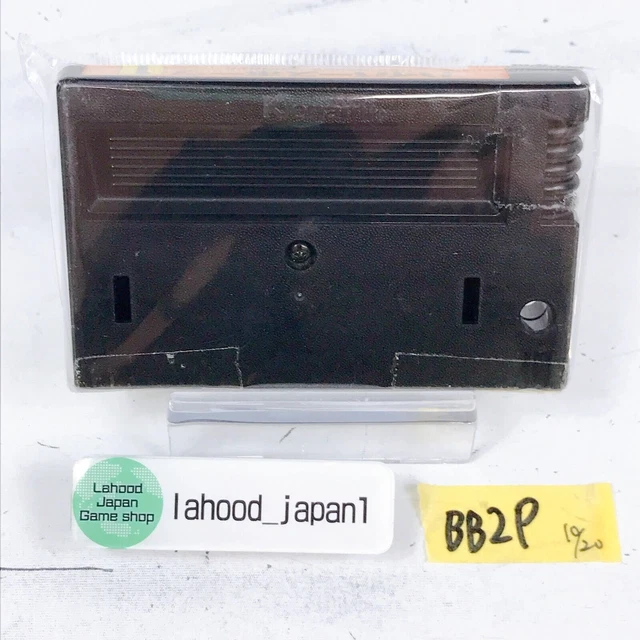 Lahood
Japan
Game shop
lahood_japan1
BB2P 10/20